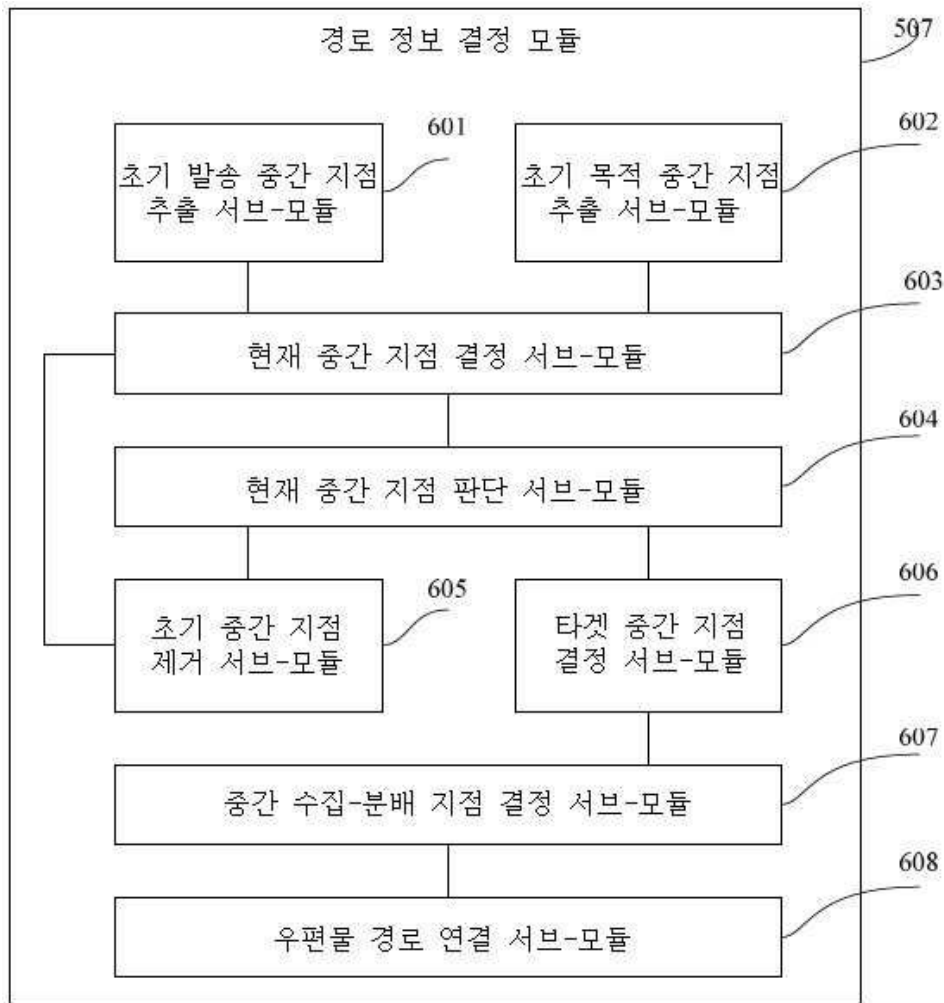 경로 정보 결정 모듈
507
601
602
초기 발송 중간 지점
추출 서브-모듈
초기 목적 중간 지점
추출 서브-모듈
603
현재 중간 지점 결정 서브-모듈
604
현재 중간 지점 판단 서브-모듈
605
606
초기 중간 지점
제거 서브-모듈
타겟 중간 지점
결정 서브-모듈
607
중간 수집-분배 지점 결정 서브-모듈
608
우편물 경로 연결 서브-모듈